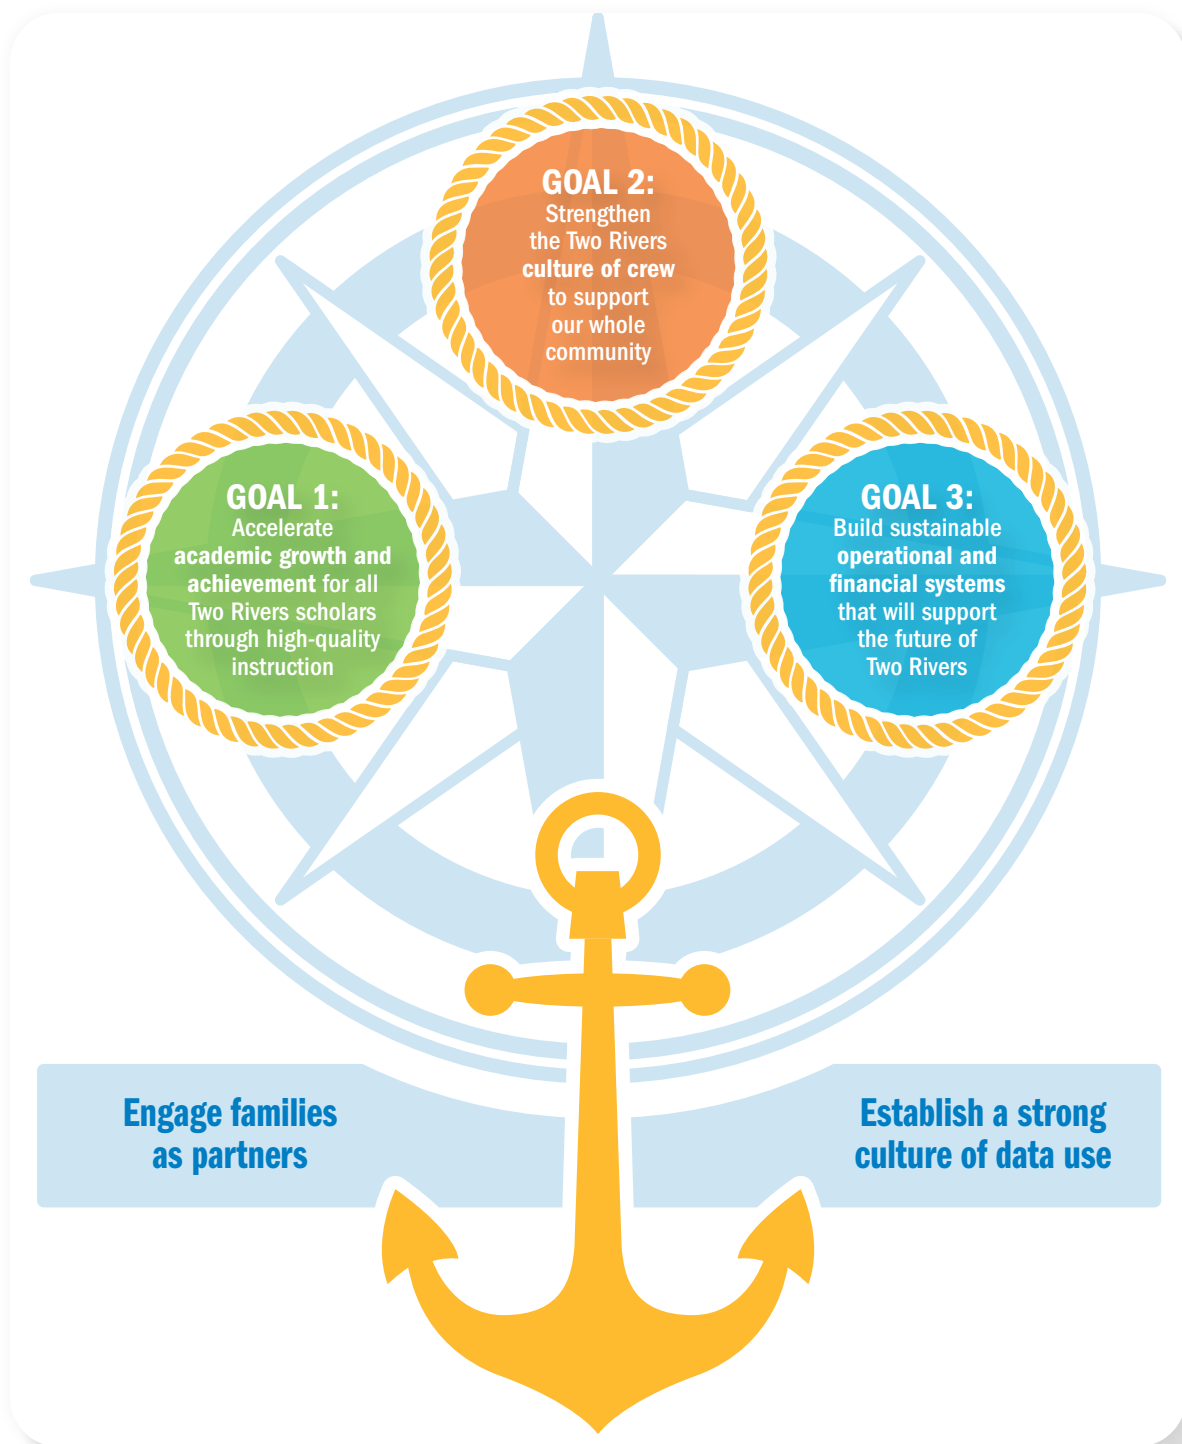 GOAL 2:
Strengthen
the Two Rivers
culture of crew
to support
our whole
community
GOAL 1:
Accelerate
academic growth and
achievement for all
Two Rivers scholars
through high-quality
instruction
GOAL 3:
Build sustainable
operational and
financial systems
that will support
the future of
Two Rivers
Engage families
as partners
Establish a strong
culture of data use